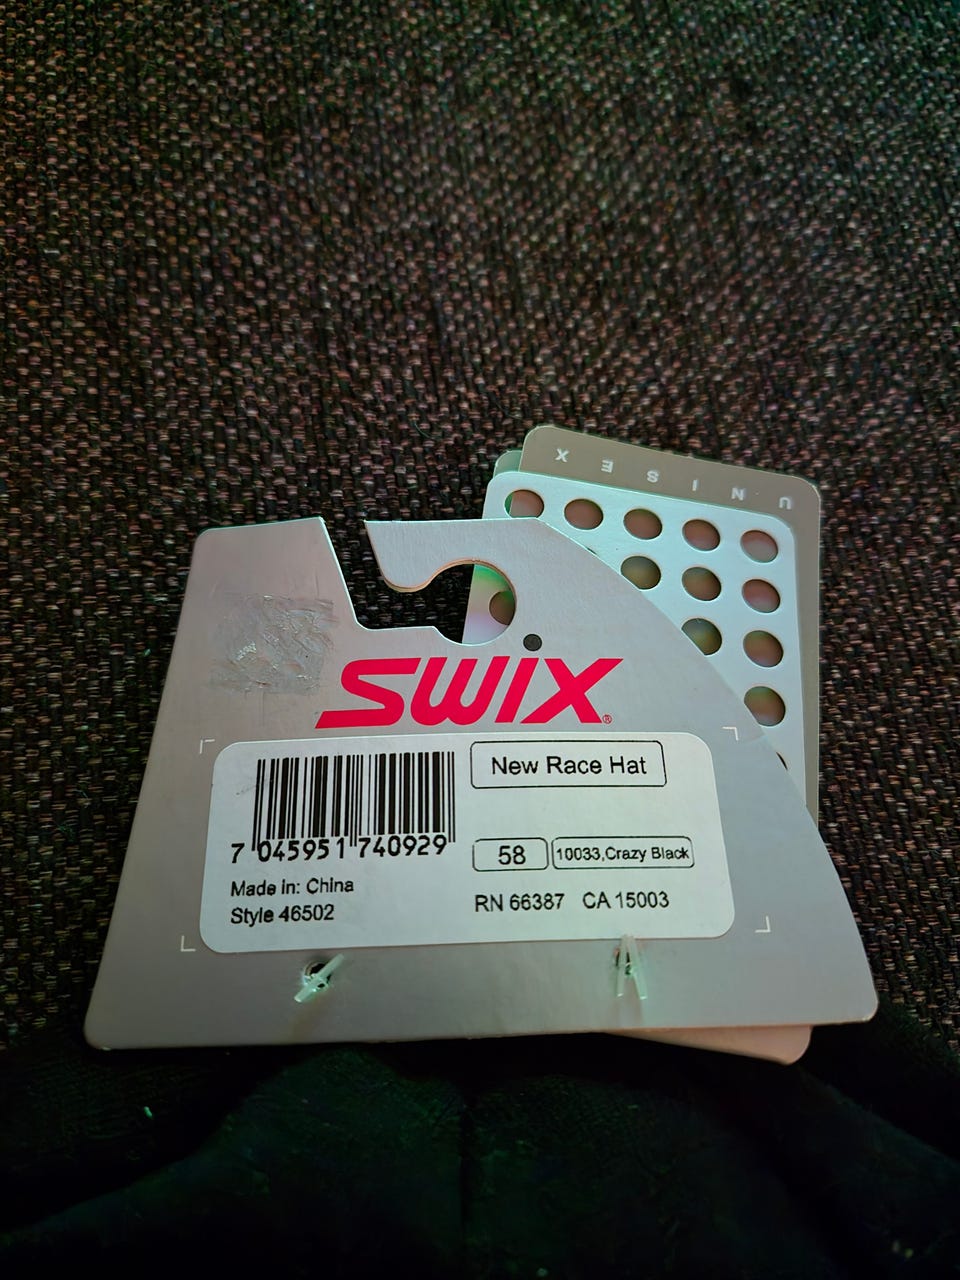 UNISEX
SWIX®
New Race Hat
7 045951 740929
58 10033,Crazy Black
Made in: China
Style 46502
RN 66387 CA 15003